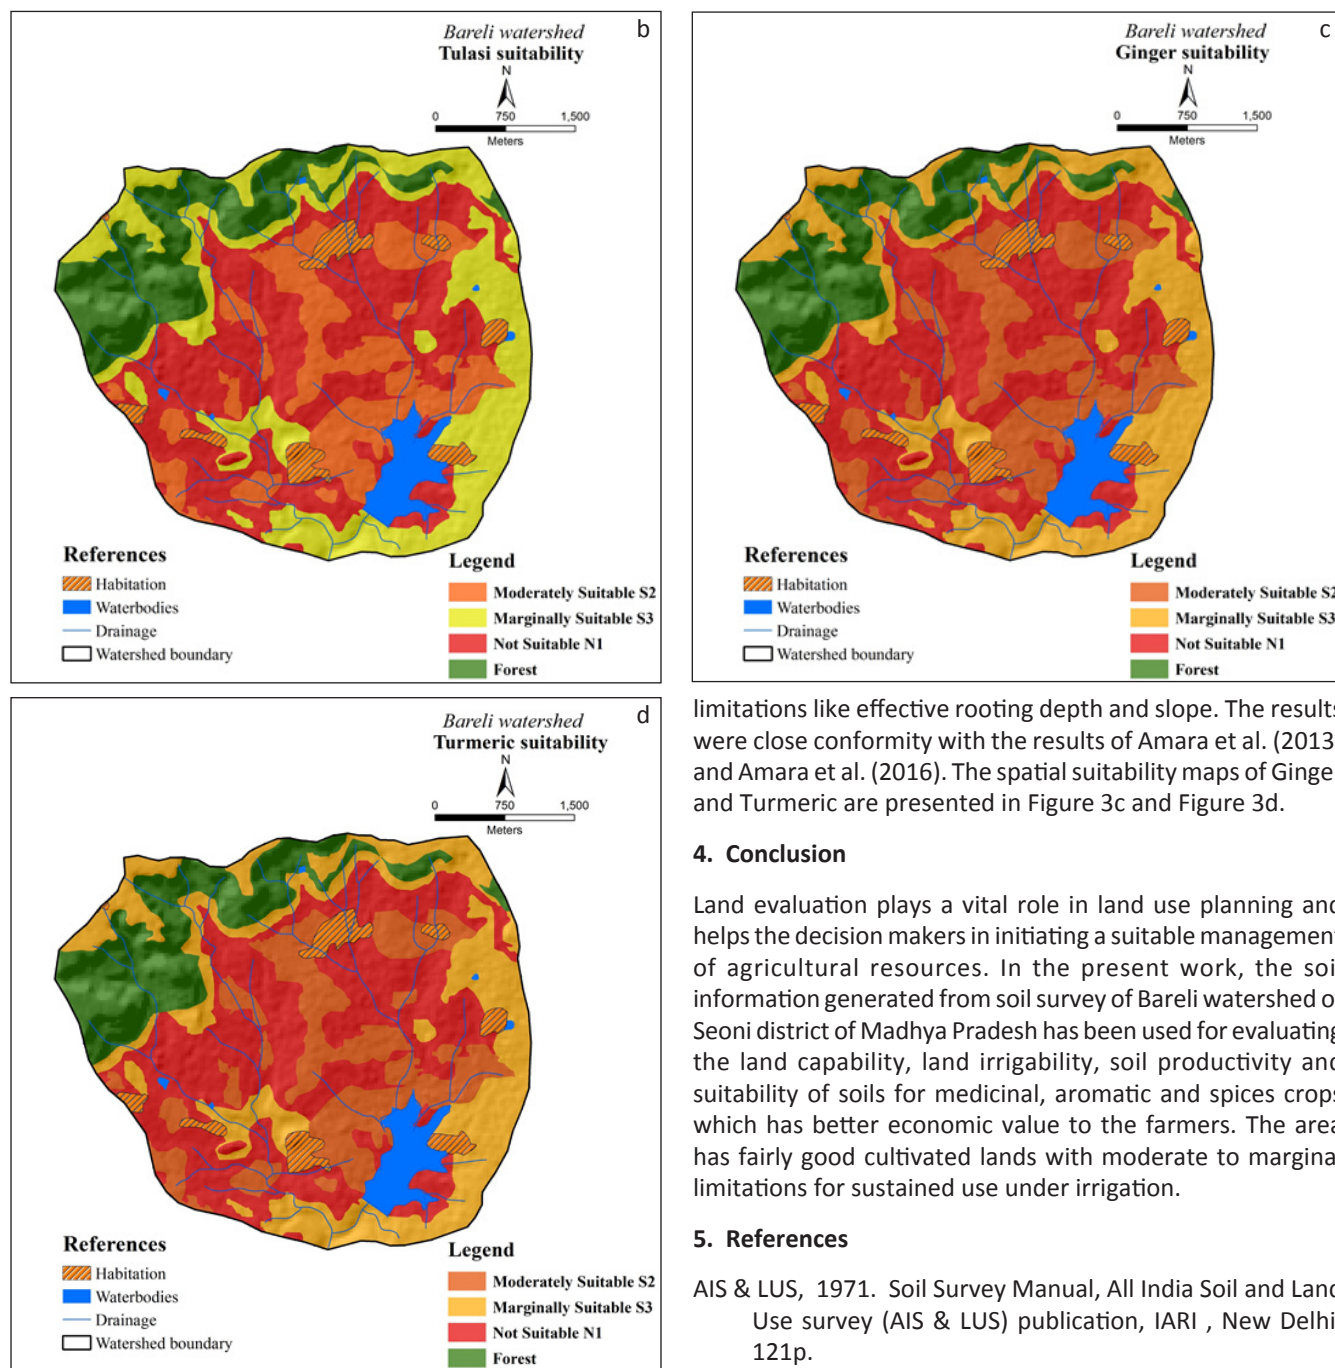 Bareli watershed
b
Tulasi suitability
N
0 750 1,500
Meters
References
Habitation
Waterbodies
Drainage
Watershed boundary
Legend
Moderately Suitable S2
Marginally Suitable S3
Not Suitable N1
Forest
Bareli watershed
c
Ginger suitability
N
0 750 1,500
Meters
References
Habitation
Waterbodies
Drainage
Watershed boundary
Legend
Moderately Suitable S2
Marginally Suitable S3
Not Suitable N1
Forest
Bareli watershed
d
Turmeric suitability
N
0 750 1,500
Meters
References
Habitation
Waterbodies
Drainage
Watershed boundary
Legend
Moderately Suitable S2
Marginally Suitable S3
Not Suitable N1
Forest
limitations like effective rooting depth and slope. The results
were close conformity with the results of Amara et al. (2013
and Amara et al. (2016). The spatial suitability maps of Ginge
and Turmeric are presented in Figure 3c and Figure 3d.
4. Conclusion
Land evaluation plays a vital role in land use planning and
helps the decision makers in initiating a suitable management
of agricultural resources. In the present work, the soi
information generated from soil survey of Bareli watershed o
Seoni district of Madhya Pradesh has been used for evaluating
the land capability, land irrigability, soil productivity and
suitability of soils for medicinal, aromatic and spices crops
which has better economic value to the farmers. The area
has fairly good cultivated lands with moderate to margina
limitations for sustained use under irrigation.
5. References
AIS & LUS, 1971. Soil Survey Manual, All India Soil and Land
Use survey (AIS & LUS) publication, IARI , New Delhi
121p.